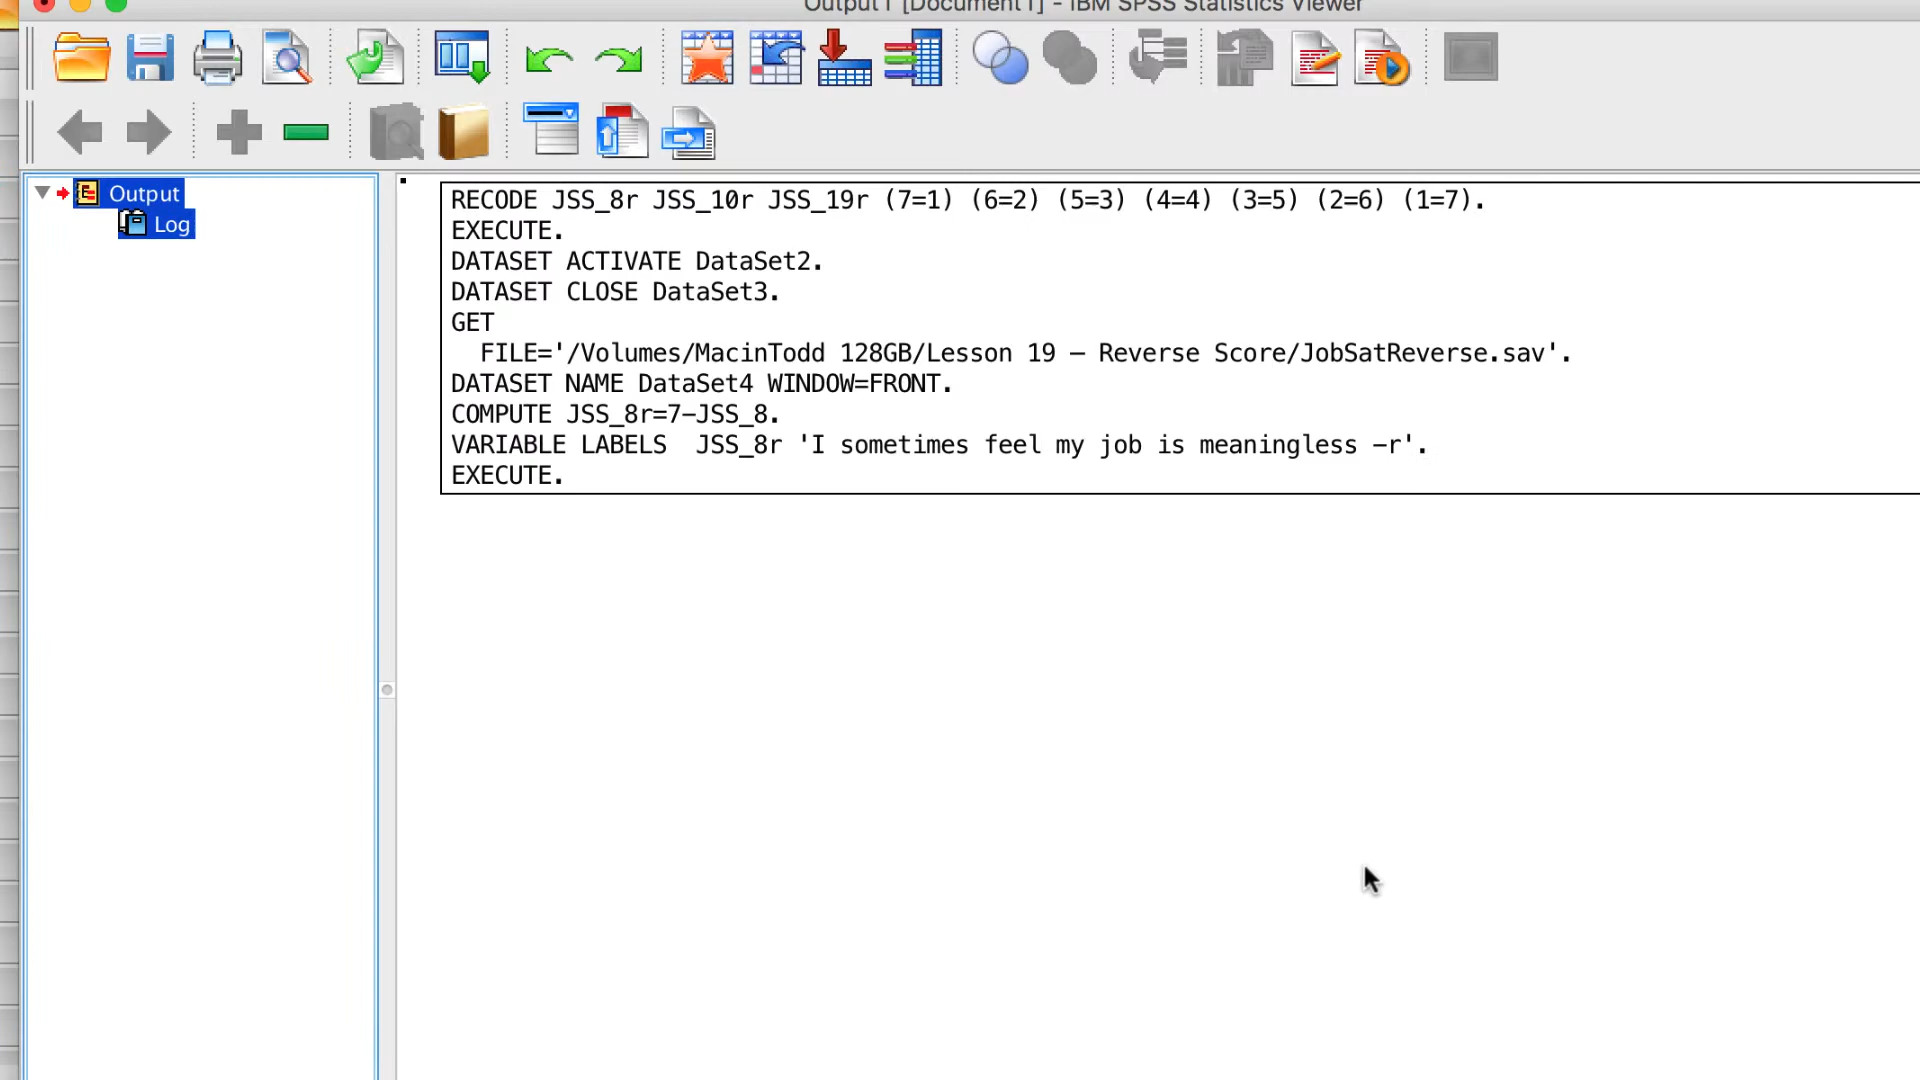 Output1 [Document1] - IBM SPSS Statistics Viewer
Output
Log
RECODE JSS_8r JSS_10r JSS_19r (7=1) (6=2) (5=3) (4=4) (3=5) (2=6) (1=7).
EXECUTE.
DATASET ACTIVATE DataSet2.
DATASET CLOSE DataSet3.
GET
FILE='/Volumes/MacinTodd 128GB/Lesson 19 – Reverse Score/JobSatReverse.sav'.
DATASET NAME DataSet4 WINDOW=FRONT.
COMPUTE JSS_8r=7–JSS_8.
VARIABLE LABELS  JSS_8r 'I sometimes feel my job is meaningless –r'.
EXECUTE.